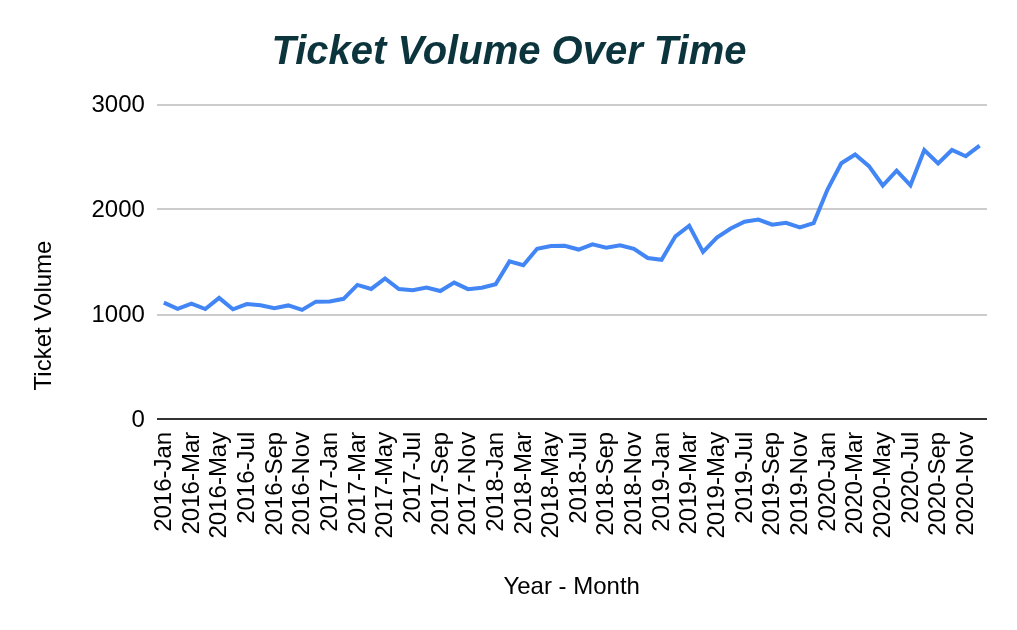 Ticket Volume Over Time
3000
2000
1000
0
Ticket Volume
2016-Jan
2016-Mar
2016-May
2016-Jul
2016-Sep
2016-Nov
2017-Jan
2017-Mar
2017-May
2017-Jul
2017-Sep
2017-Nov
2018-Jan
2018-Mar
2018-May
2018-Jul
2018-Sep
2018-Nov
2019-Jan
2019-Mar
2019-May
2019-Jul
2019-Sep
2019-Nov
2020-Jan
2020-Mar
2020-May
2020-Jul
2020-Sep
2020-Nov
Year - Month